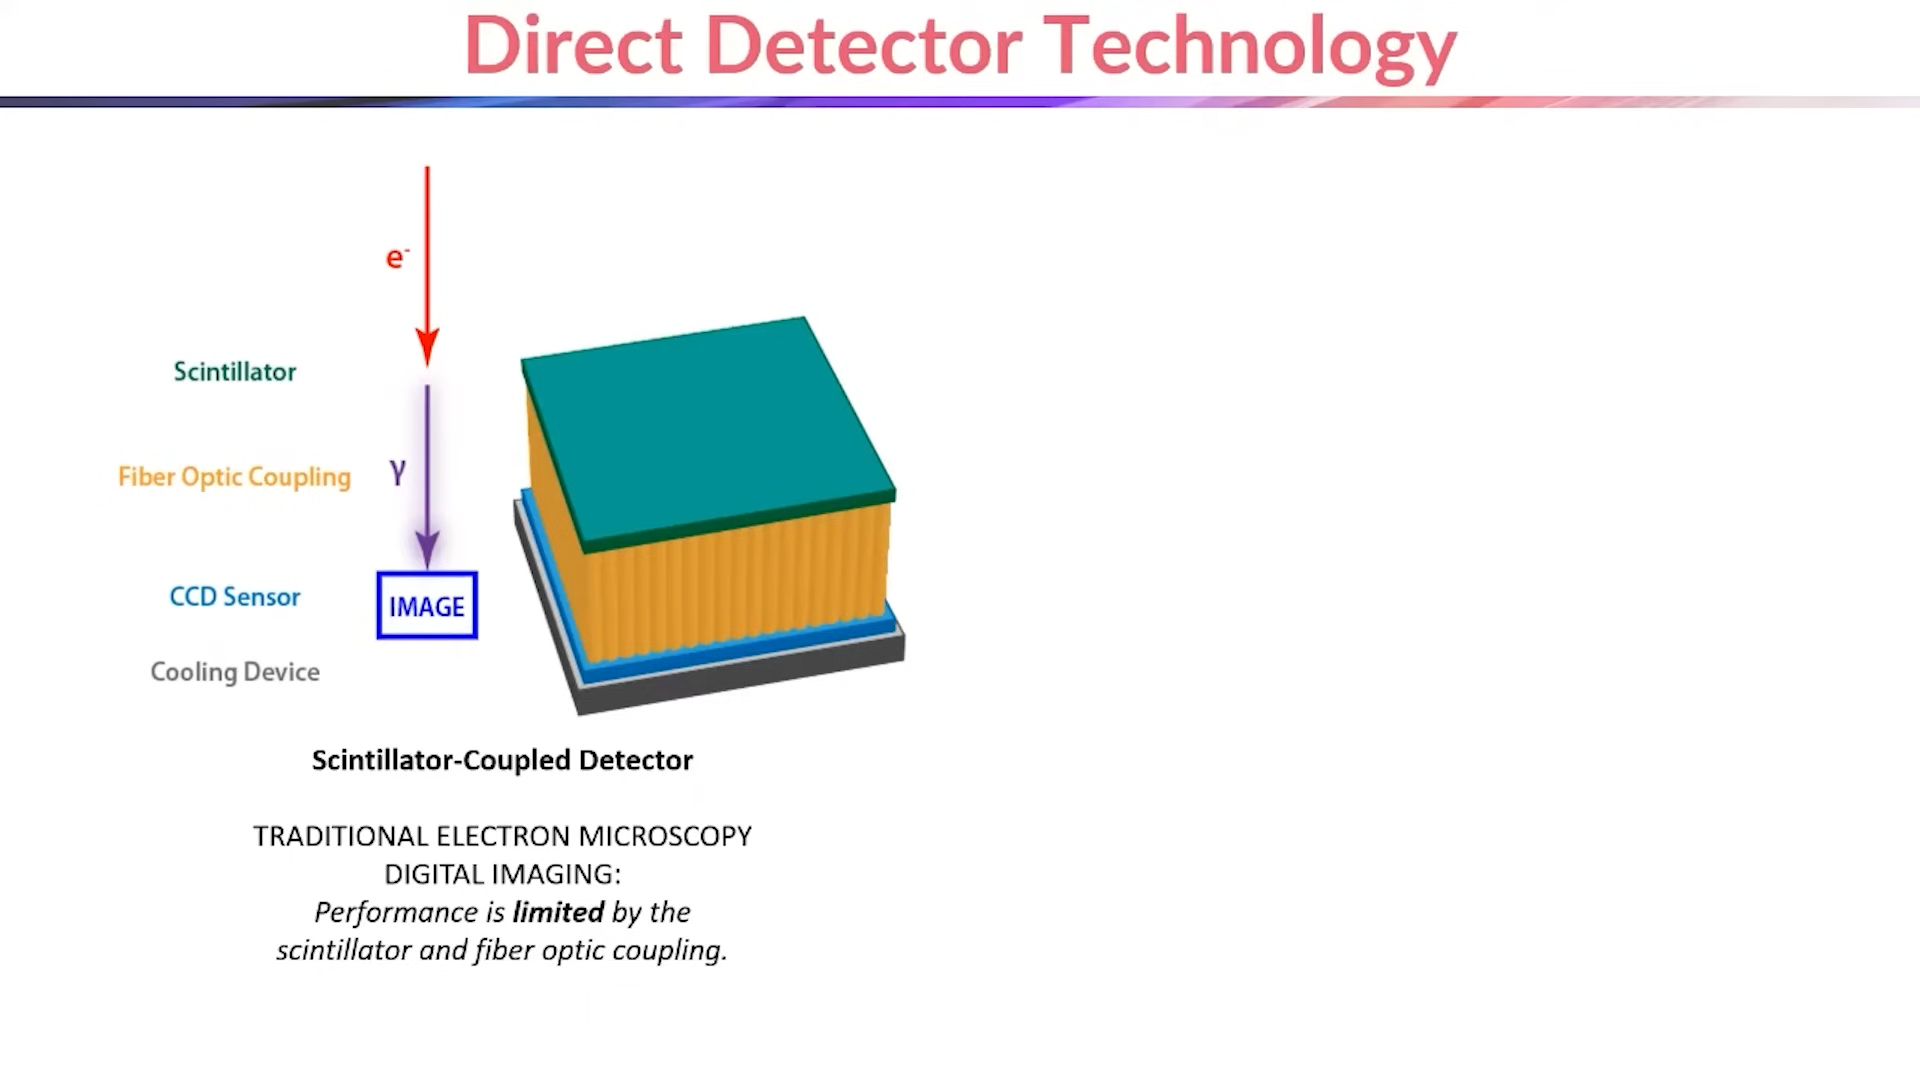 Direct Detector Technology
e⁻
Scintillator
Fiber Optic Coupling
γ
CCD Sensor
IMAGE
Cooling Device
Scintillator-Coupled Detector
TRADITIONAL ELECTRON MICROSCOPY
DIGITAL IMAGING:
Performance is limited by the
scintillator and fiber optic coupling.